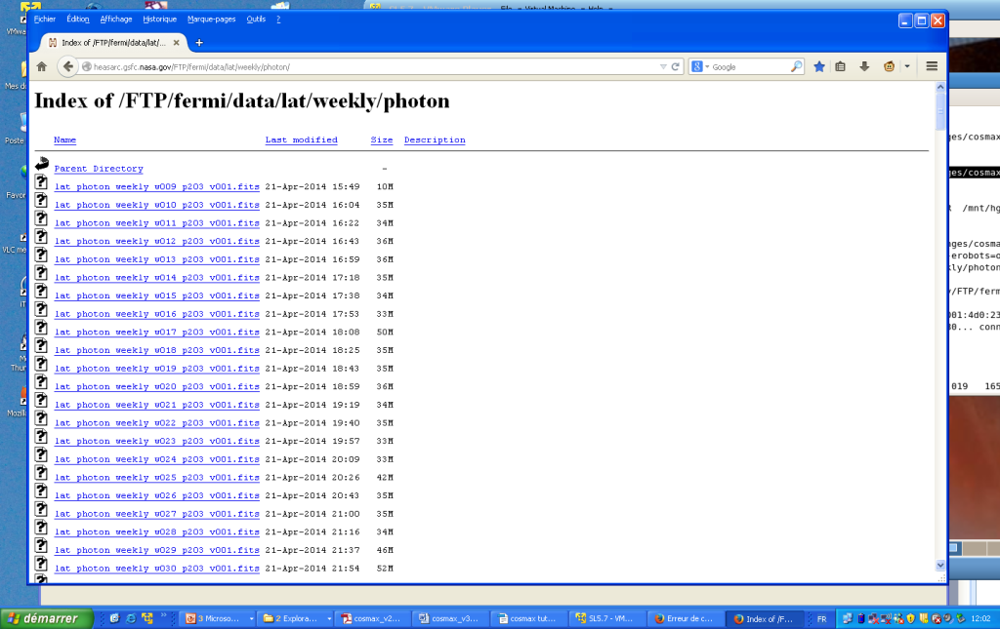 Fichier Édition Affichage Historique Marque-pages Outils ?
Index of /FTP/fermi/data/lat/...
heasarc.gsfc.nasa.gov/FTP/fermi/data/lat/weekly/photon/
Google
Index of /FTP/fermi/data/lat/weekly/photon
Name Last modified Size Description
Parent Directory -
lat_photon_weekly_w009_p203_v001.fits 21-Apr-2014 15:49 10M
lat_photon_weekly_w010_p203_v001.fits 21-Apr-2014 16:04 35M
lat_photon_weekly_w011_p203_v001.fits 21-Apr-2014 16:22 34M
lat_photon_weekly_w012_p203_v001.fits 21-Apr-2014 16:43 36M
lat_photon_weekly_w013_p203_v001.fits 21-Apr-2014 16:59 36M
lat_photon_weekly_w014_p203_v001.fits 21-Apr-2014 17:18 35M
lat_photon_weekly_w015_p203_v001.fits 21-Apr-2014 17:38 34M
lat_photon_weekly_w016_p203_v001.fits 21-Apr-2014 17:53 33M
lat_photon_weekly_w017_p203_v001.fits 21-Apr-2014 18:08 50M
lat_photon_weekly_w018_p203_v001.fits 21-Apr-2014 18:25 35M
lat_photon_weekly_w019_p203_v001.fits 21-Apr-2014 18:43 35M
lat_photon_weekly_w020_p203_v001.fits 21-Apr-2014 18:59 36M
lat_photon_weekly_w021_p203_v001.fits 21-Apr-2014 19:19 34M
lat_photon_weekly_w022_p203_v001.fits 21-Apr-2014 19:40 35M
lat_photon_weekly_w023_p203_v001.fits 21-Apr-2014 19:57 33M
lat_photon_weekly_w024_p203_v001.fits 21-Apr-2014 20:09 33M
lat_photon_weekly_w025_p203_v001.fits 21-Apr-2014 20:26 42M
lat_photon_weekly_w026_p203_v001.fits 21-Apr-2014 20:43 35M
lat_photon_weekly_w027_p203_v001.fits 21-Apr-2014 21:00 35M
lat_photon_weekly_w028_p203_v001.fits 21-Apr-2014 21:16 34M
lat_photon_weekly_w029_p203_v001.fits 21-Apr-2014 21:37 46M
lat_photon_weekly_w030_p203_v001.fits 21-Apr-2014 21:54 52M
ges/cosmax
ges/cosmax
/mnt/hg
ges/cosmax
erobots=o
kly/photon
/FTP/ferm
001:4d0:23
0... conn
019 165
VMwa
Mes do
Poste
Favor
VLC me
iT
Thun
Mozill
démarrer
3 Microso...
2 Explora...
cosmax_v2...
cosmax_v3...
cosmax tut...
SL5.7 - VM...
Erreur de c...
Index of /F...
FR
12:02